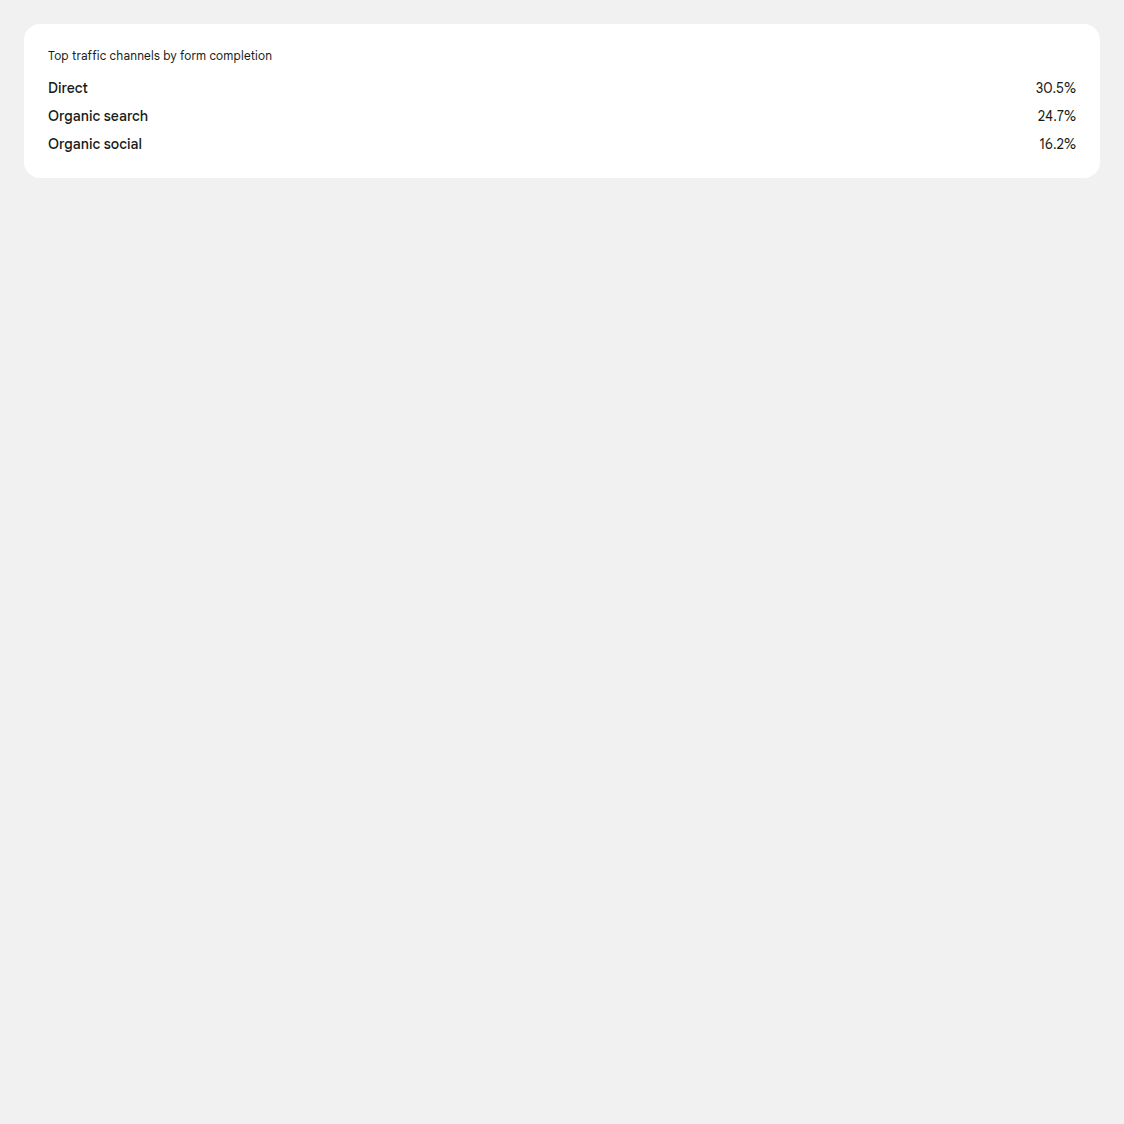 Top traffic channels by form completion
Direct 30.5%
Organic search 24.7%
Organic social 16.2%